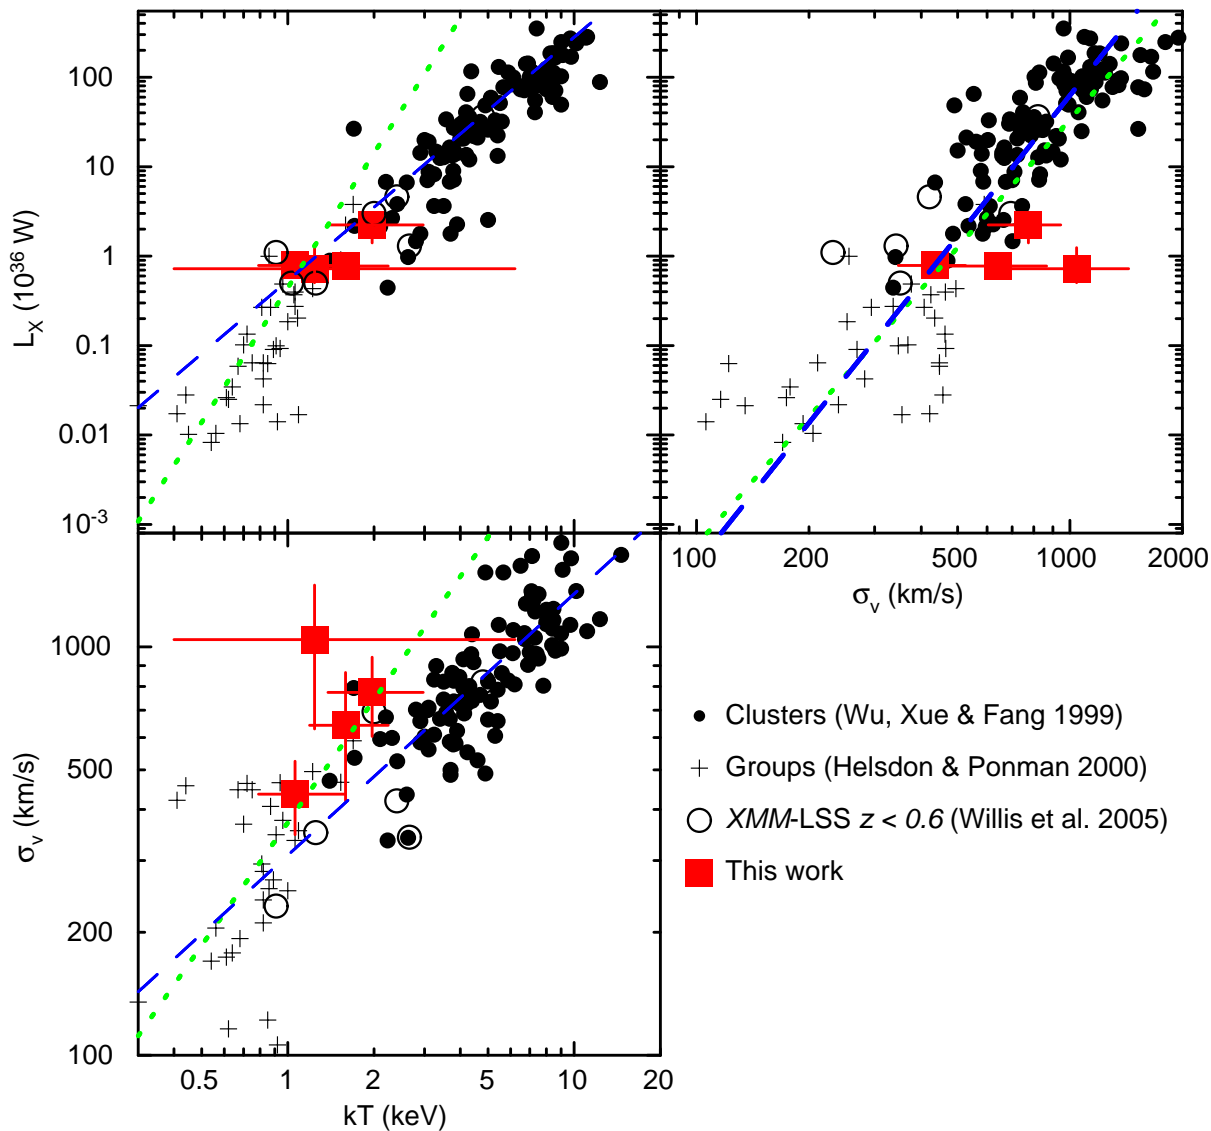 100
10
1
0.1
0.01
10⁻³
L_X (10³⁶ W)
100 200 500 1000 2000
σ_v (km/s)
1000
500
200
100
σ_v (km/s)
0.5 1 2 5 10 20
kT (keV)
Clusters (Wu, Xue & Fang 1999)
Groups (Helsdon & Ponman 2000)
XMM-LSS z < 0.6 (Willis et al. 2005)
This work